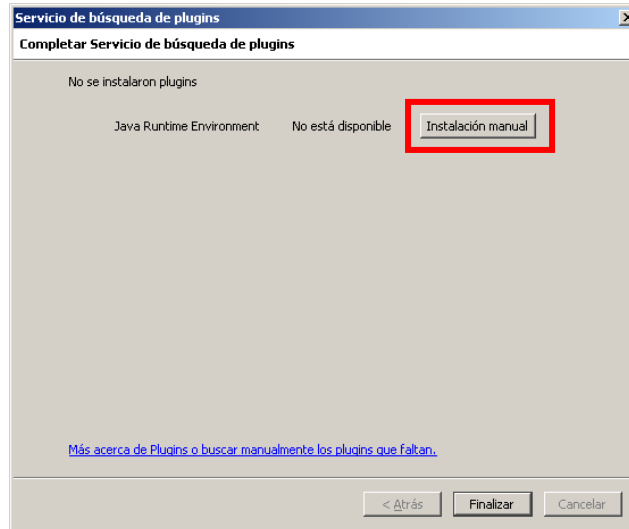 Servicio de búsqueda de plugins
Completar Servicio de búsqueda de plugins
No se instalaron plugins
Java Runtime Environment No está disponible Instalación manual
Más acerca de Plugins o buscar manualmente los plugins que faltan.
< Atrás Finalizar Cancelar